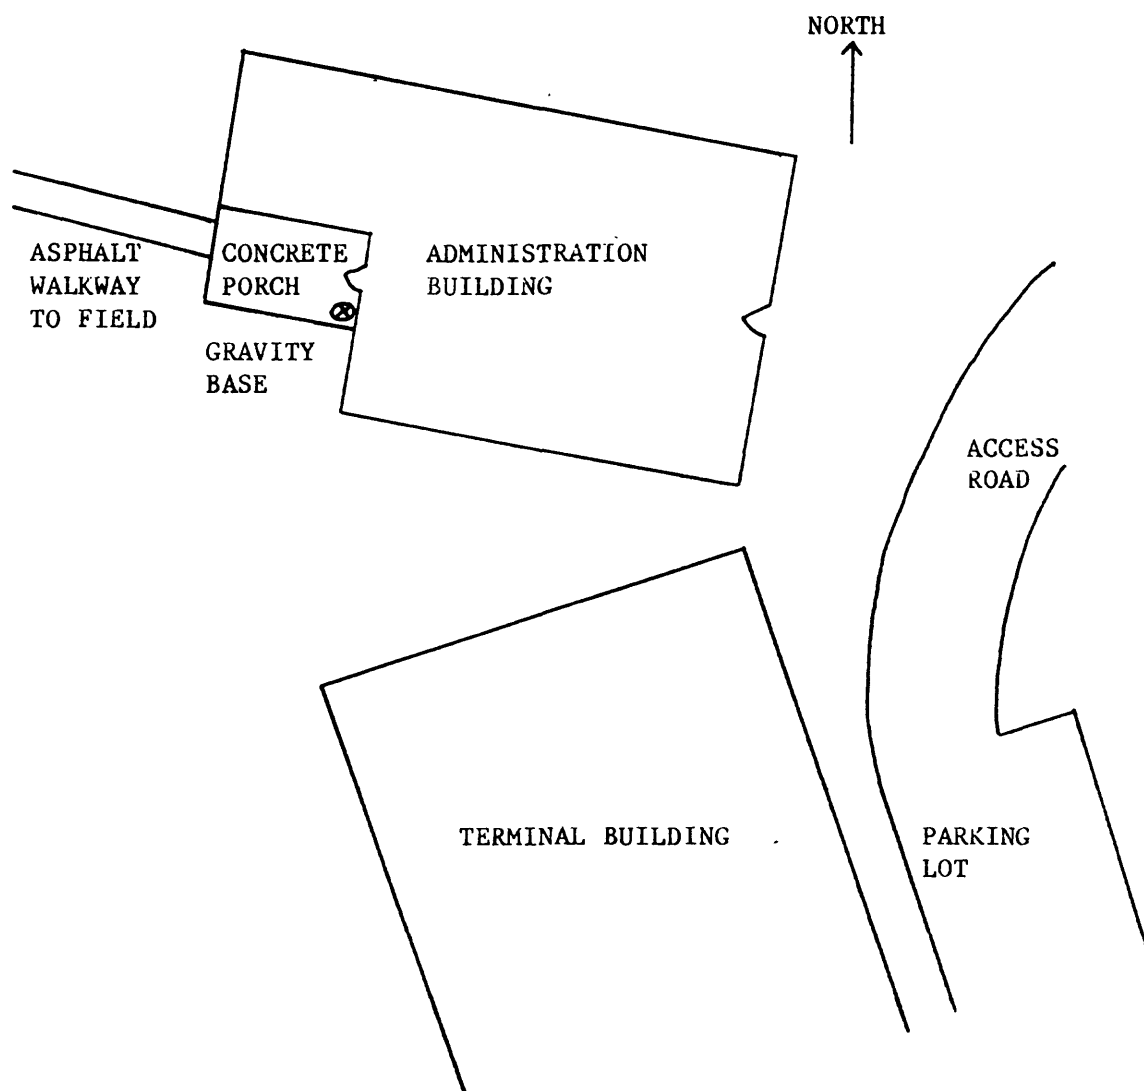 NORTH
ASPHALT
WALKWAY
TO FIELD
CONCRETE
PORCH
ADMINISTRATION
BUILDING
GRAVITY
BASE
ACCESS
ROAD
TERMINAL BUILDING
PARKING
LOT